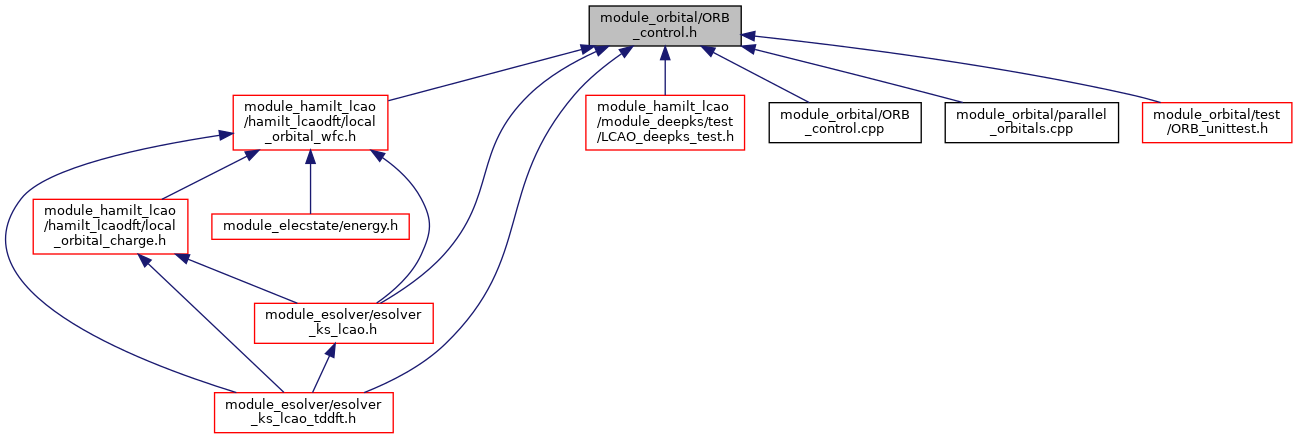 module_orbital/ORB
_control.h
module_hamilt_lcao
/hamilt_lcaodft/local
_orbital_wfc.h
module_hamilt_lcao
/module_deepks/test
/LCAO_deepks_test.h
module_orbital/ORB
_control.cpp
module_orbital/parallel
_orbitals.cpp
module_orbital/test
/ORB_unittest.h
module_hamilt_lcao
/hamilt_lcaodft/local
_orbital_charge.h
module_elecstate/energy.h
module_esolver/esolver
_ks_lcao.h
module_esolver/esolver
_ks_lcao_tddft.h